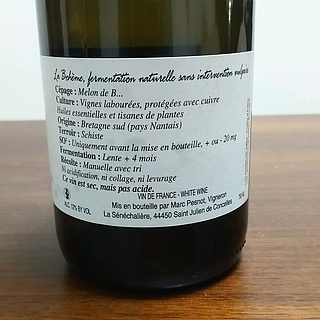 La Bohème, fermentation naturelle sans intervention
Cépage : Melon de B...
Culture : Vignes labourées, protégées avec cuivre
Huiles essentielles et tisanes de plantes
Origine : Bretagne sud (pays Nantais)
Terroir : Schiste
SO² : Uniquement avant la mise en bouteille, + ou - 20 mg
Fermentation : Lente + 4 mois
Récolte : Manuelle avec tri
Ni acidification, ni collage, ni levurage
Ce vin est sec, mais pas acide.
VIN DE FRANCE - WHITE WINE
ALC. 12% BY VOL
Mis en bouteille par Marc Pesnot, Vigneron
La Sénéchalière, 44450 Saint Julien de Concelles